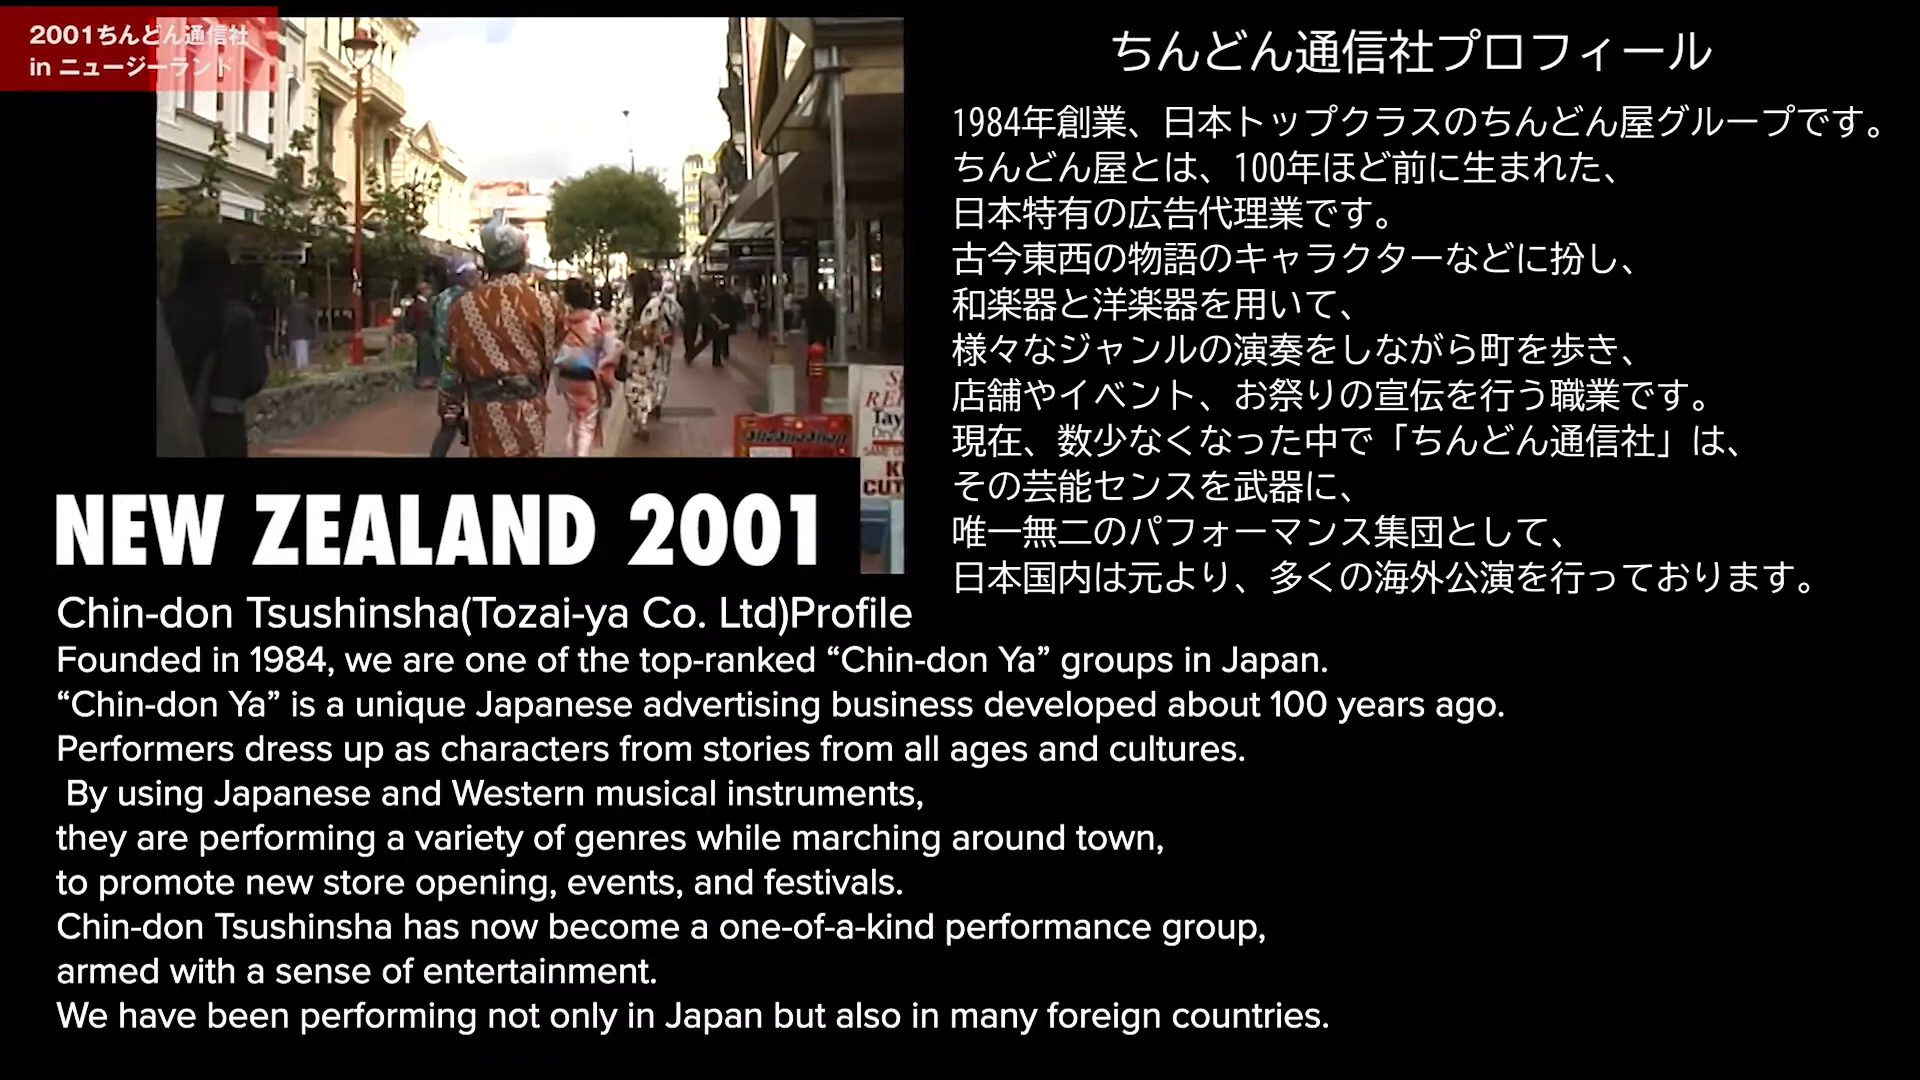 2001ちんどん通信社
in ニュージーランド
NEW ZEALAND 2001
ちんどん通信社プロフィール
1984年創業、日本トップクラスのちんどん屋グループです。
ちんどん屋とは、100年ほど前に生まれた、
日本特有の広告代理業です。
古今東西の物語のキャラクターなどに扮し、
和楽器と洋楽器を用いて、
様々なジャンルの演奏をしながら町を歩き、
店舗やイベント、お祭りの宣伝を行う職業です。
現在、数少なくなった中で「ちんどん通信社」は、
その芸能センスを武器に、
唯一無二のパフォーマンス集団として、
日本国内は元より、多くの海外公演を行っております。
Chin-don Tsushinsha(Tozai-ya Co. Ltd)Profile
Founded in 1984, we are one of the top-ranked “Chin-don Ya” groups in Japan.
“Chin-don Ya” is a unique Japanese advertising business developed about 100 years ago.
Performers dress up as characters from stories from all ages and cultures.
By using Japanese and Western musical instruments,
they are performing a variety of genres while marching around town,
to promote new store opening, events, and festivals.
Chin-don Tsushinsha has now become a one-of-a-kind performance group,
armed with a sense of entertainment.
We have been performing not only in Japan but also in many foreign countries.